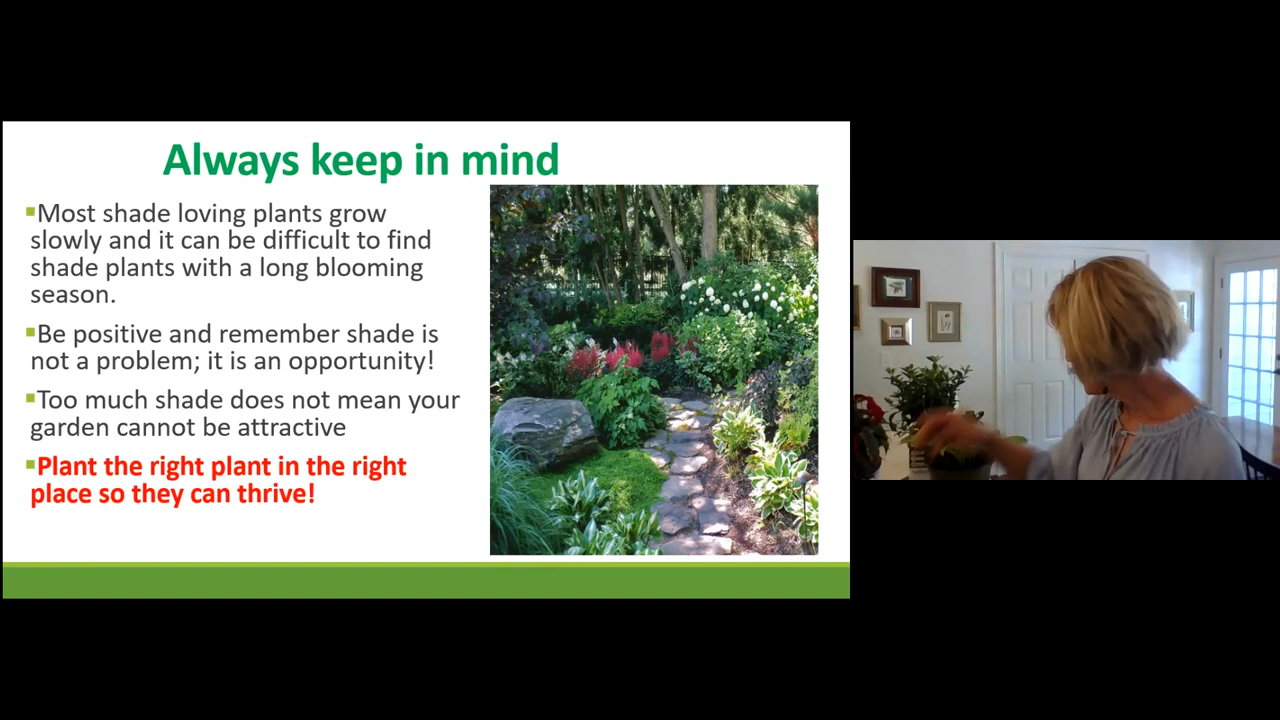 Always keep in mind
▪Most shade loving plants grow
slowly and it can be difficult to find
shade plants with a long blooming
season.
▪Be positive and remember shade is
not a problem; it is an opportunity!
▪Too much shade does not mean your
garden cannot be attractive
▪Plant the right plant in the right
place so they can thrive!